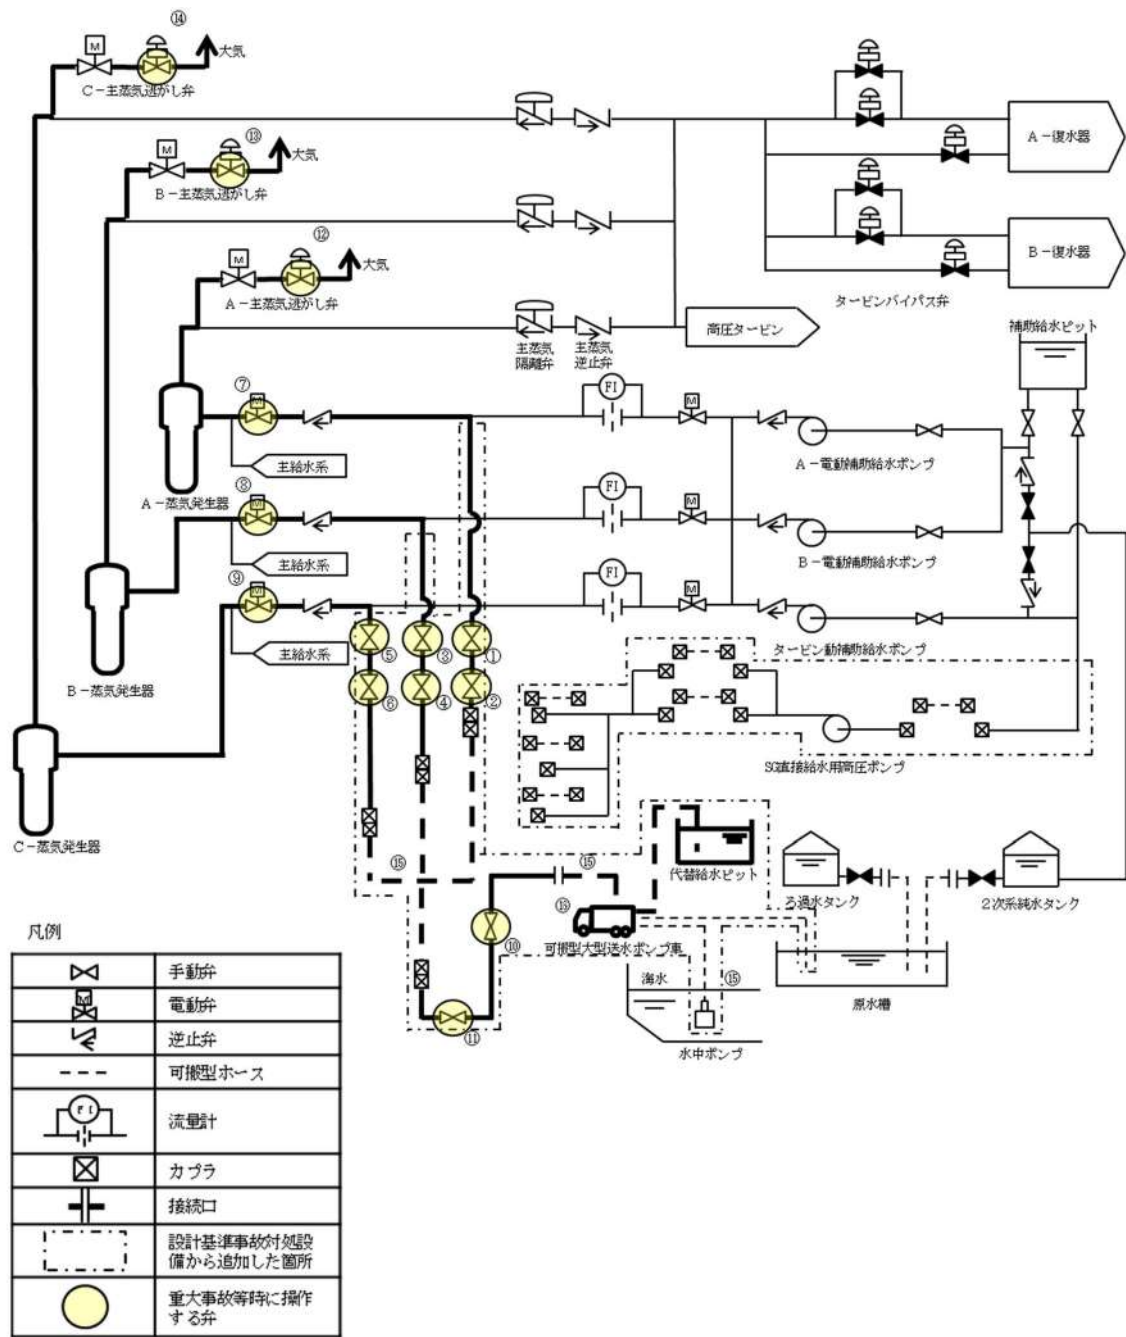 ⑭
M
大気
C-主蒸気逃がし弁
⑬
M
大気
B-主蒸気逃がし弁
⑫
M
大気
A-主蒸気逃がし弁
A-復水器
B-復水器
タービンバイパス弁
高圧タービン
主蒸気
隔離弁
主蒸気
逆止弁
補助給水ピット
⑦
M
FI
M
主給水系
A-電動補助給水ポンプ
A-蒸気発生器
⑧
M
FI
M
主給水系
B-電動補助給水ポンプ
⑨
M
FI
M
主給水系
タービン動補助給水ポンプ
B-蒸気発生器
⑤
③
①
⑥
④
②
SG直接給水用高圧ポンプ
C-蒸気発生器
⑮
⑮
代替給水ピット
ろ過水タンク
2次系純水タンク
⑩
可搬型大型送水ポンプ車
海水
⑮
原水槽
⑪
水中ポンプ
凡例
手動弁
M
電動弁
逆止弁
可搬型ホース
FI
流量計
カプラ
接続口
設計基準事故対処設
備から追加した箇所
重大事故等時に操作
する弁